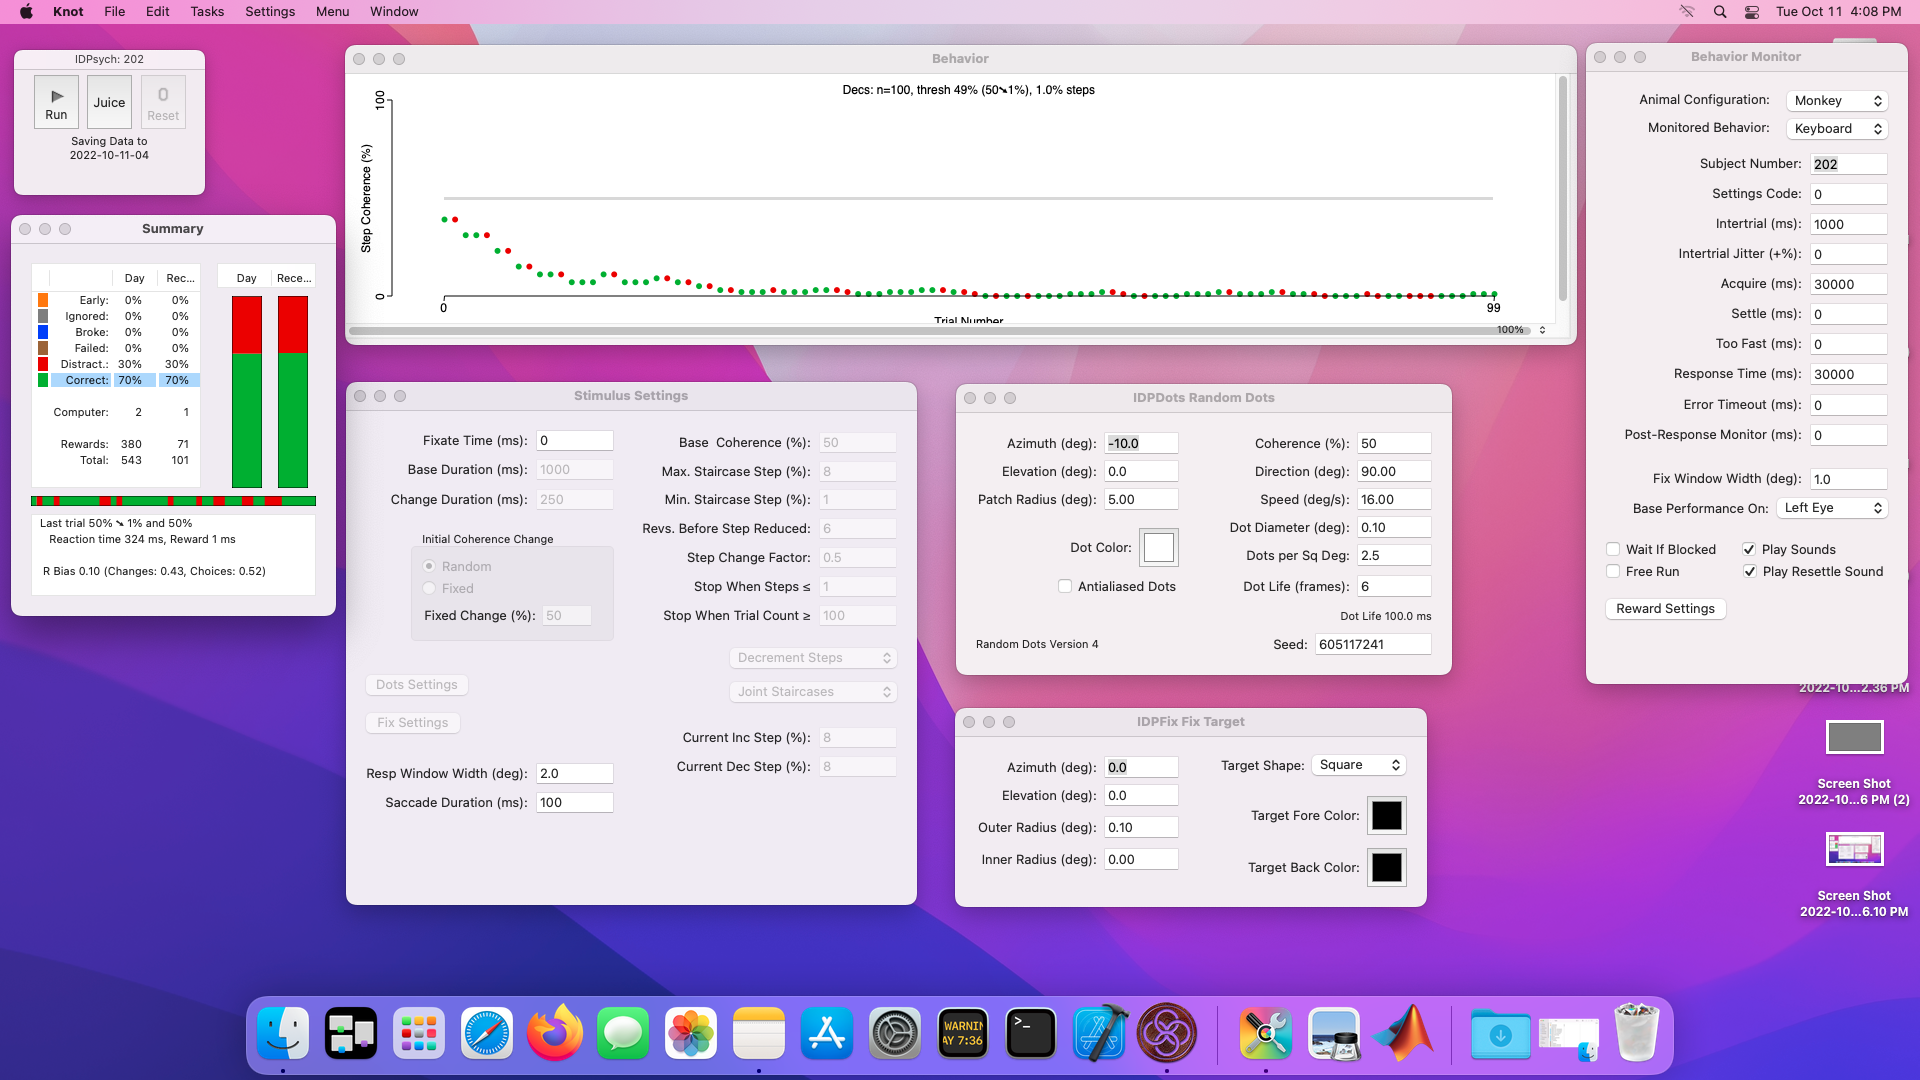 Knot File Edit Tasks Settings Menu Window
Tue Oct 11 4:08 PM
IDPsych: 202
Run
Juice
0
Reset
Saving Data to
2022-10-11-04
Summary
Day Rec...
Early: 0% 0%
Ignored: 0% 0%
Broke: 0% 0%
Failed: 0% 0%
Distract.: 30% 30%
Correct: 70% 70%
Computer: 2 1
Rewards: 380 71
Total: 543 101
Day Rece...
Last trial 50% ➘ 1% and 50%
Reaction time 324 ms, Reward 1 ms
R Bias 0.10 (Changes: 0.43, Choices: 0.52)
Behavior
Decs: n=100, thresh 49% (50➘1%), 1.0% steps
100
Step Coherence (%)
0
0
99
Trial Number
100%
Stimulus Settings
Fixate Time (ms): 0
Base Duration (ms): 1000
Change Duration (ms): 250
Initial Coherence Change
Random
Fixed
Fixed Change (%): 50
Dots Settings
Fix Settings
Resp Window Width (deg): 2.0
Saccade Duration (ms): 100
Base Coherence (%): 50
Max. Staircase Step (%): 8
Min. Staircase Step (%): 1
Revs. Before Step Reduced: 6
Step Change Factor: 0.5
Stop When Steps ≤ 1
Stop When Trial Count ≥ 100
Decrement Steps
Joint Staircases
Current Inc Step (%): 8
Current Dec Step (%): 8
IDPDots Random Dots
Azimuth (deg): -10.0
Elevation (deg): 0.0
Patch Radius (deg): 5.00
Dot Color:
Antialiased Dots
Random Dots Version 4
Coherence (%): 50
Direction (deg): 90.00
Speed (deg/s): 16.00
Dot Diameter (deg): 0.10
Dots per Sq Deg: 2.5
Dot Life (frames): 6
Dot Life 100.0 ms
Seed: 605117241
IDPFix Fix Target
Azimuth (deg): 0.0
Elevation (deg): 0.0
Outer Radius (deg): 0.10
Inner Radius (deg): 0.00
Target Shape: Square
Target Fore Color:
Target Back Color:
Behavior Monitor
Animal Configuration: Monkey
Monitored Behavior: Keyboard
Subject Number: 202
Settings Code: 0
Intertrial (ms): 1000
Intertrial Jitter (+%): 0
Acquire (ms): 30000
Settle (ms): 0
Too Fast (ms): 0
Response Time (ms): 30000
Error Timeout (ms): 0
Post-Response Monitor (ms): 0
Fix Window Width (deg): 1.0
Base Performance On: Left Eye
Wait If Blocked
Play Sounds
Free Run
Play Resettle Sound
Reward Settings
2022-10...2.36 PM
Screen Shot
2022-10...6 PM (2)
Screen Shot
2022-10...6.10 PM
WARNIN
AY 7:36
>_